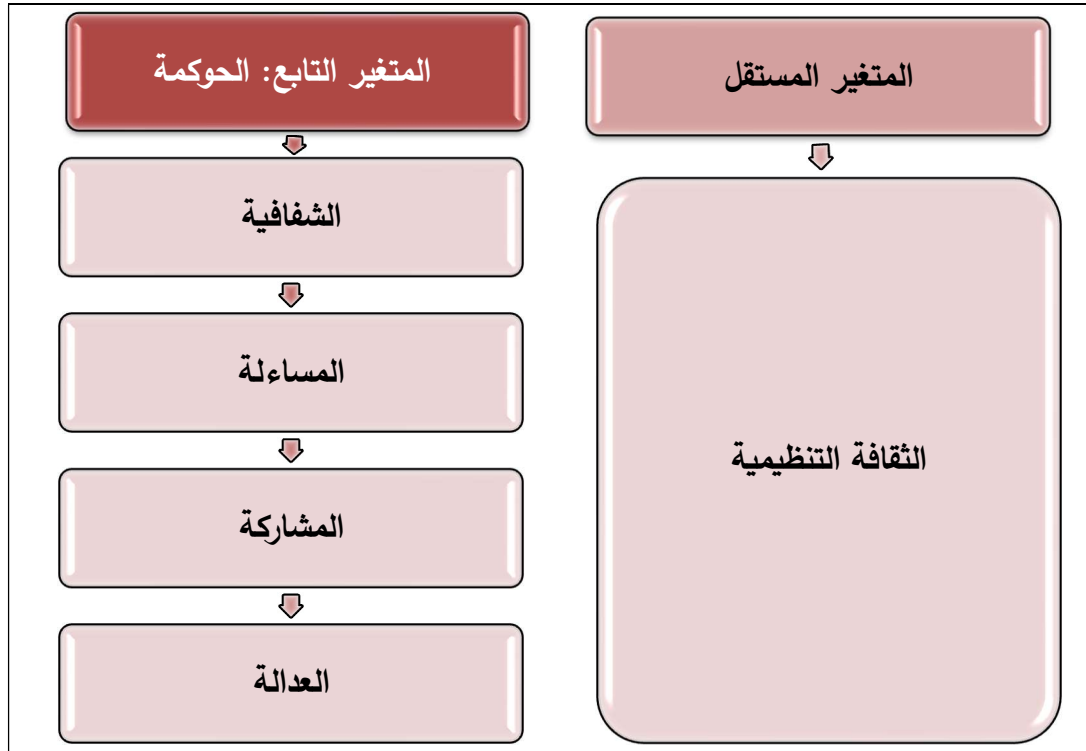 المتغير المستقل
الثقافة التنظيمية
المتغير التابع: الحوكمة
الشفافية
المساءلة
المشاركة
العدالة